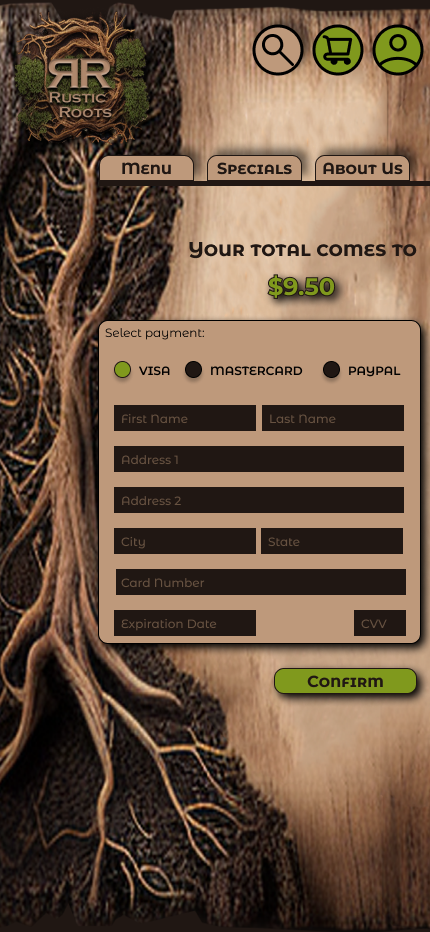 ЯR
Rustic
Roots
Menu Specials About Us
Your total comes to
$9.50
Select payment:
VISA MASTERCARD PAYPAL
First Name Last Name
Address 1
Address 2
City State
Card Number
Expiration Date CVV
Confirm